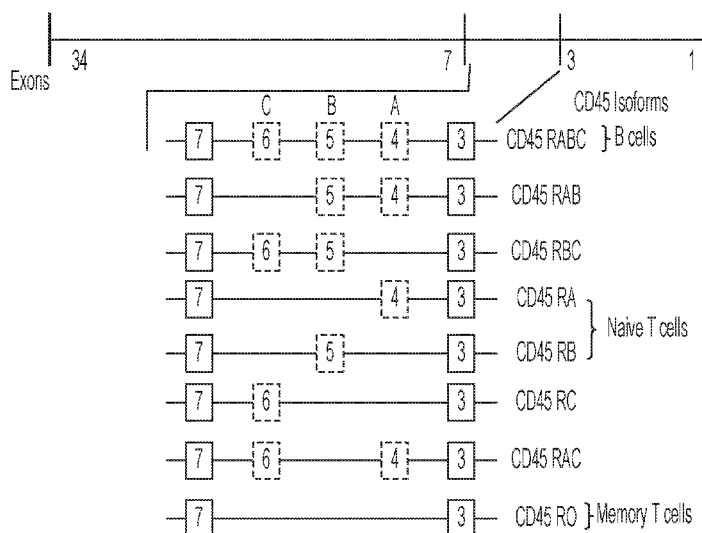 34 7 3 1
Exons
CD45 Isoforms
C B A
7 6 5 4 3 CD45 RABC } B cells
7 5 4 3 CD45 RAB
7 6 5 3 CD45 RBC
7 4 3 CD45 RA
Naive T cells
7 5 3 CD45 RB
7 6 3 CD45 RC
7 6 4 3 CD45 RAC
7 3 CD45 RO } Memory T cells